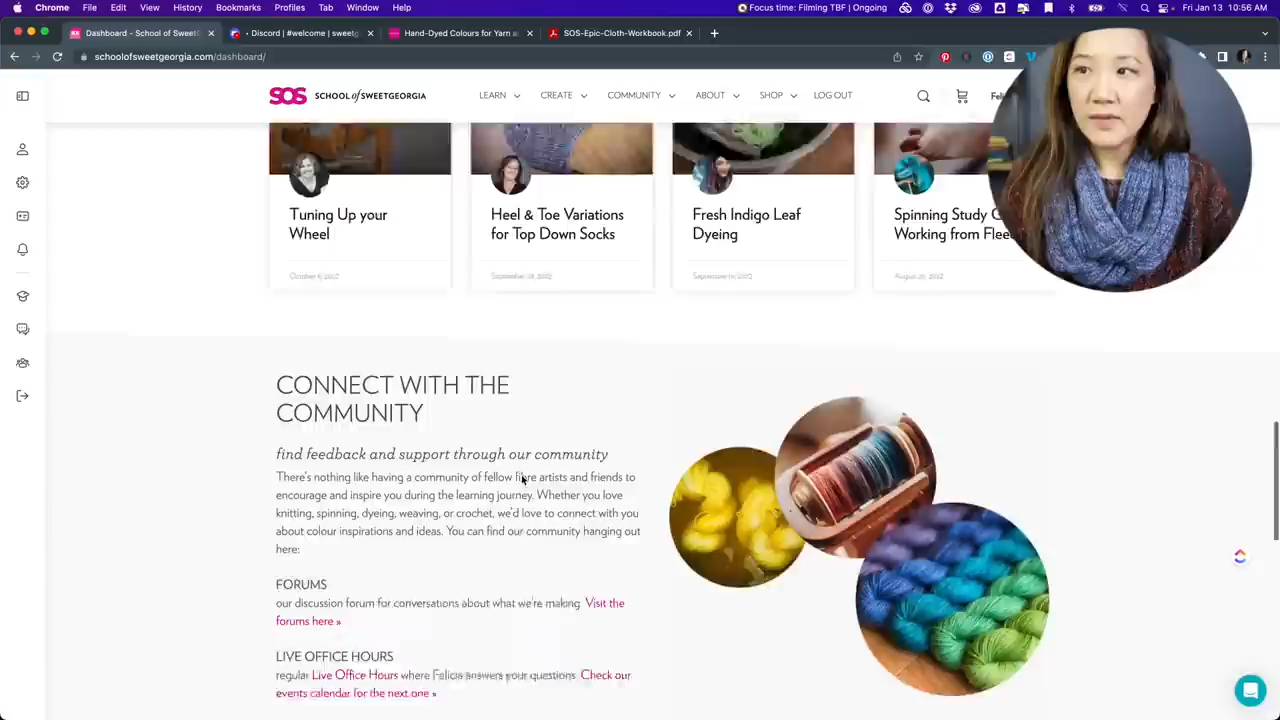 Chrome File Edit View History Bookmarks Profiles Tab Window Help
Focus time: Filming TBF | Ongoing
Fri Jan 13 10:56 AM
Dashboard - School of Sweet
Discord | #welcome | sweetg
Hand-Dyed Colours for Yarn a
SOS-Epic-Cloth-Workbook.pdf
schoolofsweetgeorgia.com/dashboard/
SOS SCHOOL of SWEETGEORGIA
LEARN CREATE COMMUNITY ABOUT SHOP LOG OUT
Tuning Up your
Wheel
Heel & Toe Variations
for Top Down Socks
September 28, 2022
Fresh Indigo Leaf
Dyeing
Spinning Study G
Working from Flee
CONNECT WITH THE
COMMUNITY
find feedback and support through our community
There's nothing like having a community of fellow fibre artists and friends to
encourage and inspire you during the learning journey. Whether you love
knitting, spinning, dyeing, weaving, or crochet, we'd love to connect with you
about colour inspirations and ideas. You can find our community hanging out
here:
FORUMS
our discussion forum for conversations about what we're making. Visit the
forums here »
LIVE OFFICE HOURS
regular Live Office Hours where Felicia answers your questions. Check our
events calendar for the next one »